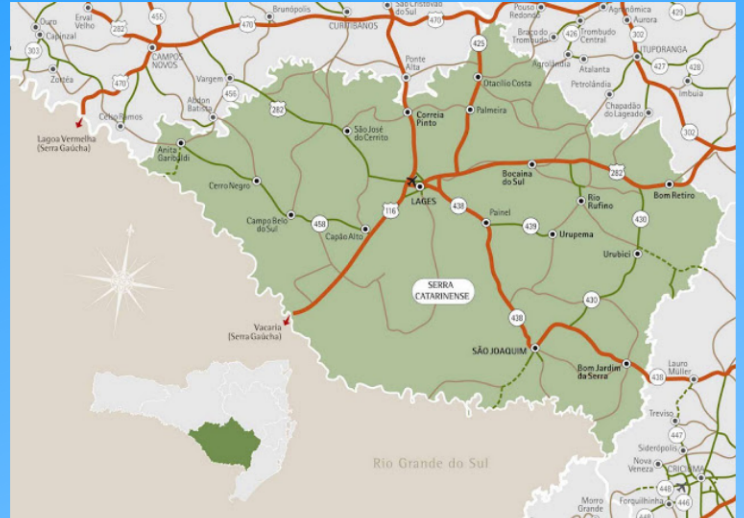 455
Brunópolis
São Cristóvão
do Sul
470
Pouso
Redondo
Agronômica
Aurora
429
Ouro
Capinzal
282
Erval
Velho
470
CURITIBANOS
470
Braço do
Trombudo
426
Trombudo
Central
302
303
CAMPOS
NOVOS
425
ITUPORANGA
Ponte
Alta
Agrolândia
Atalanta
427
428
Zortéa
470
Vargem
456
Otacílio Costa
Petrolândia
Imbuia
Abdon
Batista
282
Chapadão
do Lageado
Celso Ramos
Correia
Pinto
Palmeira
302
Lagoa Vermelha
(Serra Gaúcha)
São José
do Cerrito
Anita
Garibaldi
Bocaina
do Sul
282
Cerro Negro
LAGES
Bom Retiro
Rio
Rufino
116
438
Painel
Campo Belo
do Sul
458
Capão Alto
439
Urupema
430
Urubici
SERRA
CATARINENSE
430
438
Vacaria
(Serra Gaúcha)
SÃO JOAQUIM
Bom Jardim
da Serra
438
Lauro
Müller
Treviso
447
Rio Grande do Sul
Siderópolis
Nova
Veneza
CRICIÚMA
448
Morro
Grande
Forquilhinha
446
448